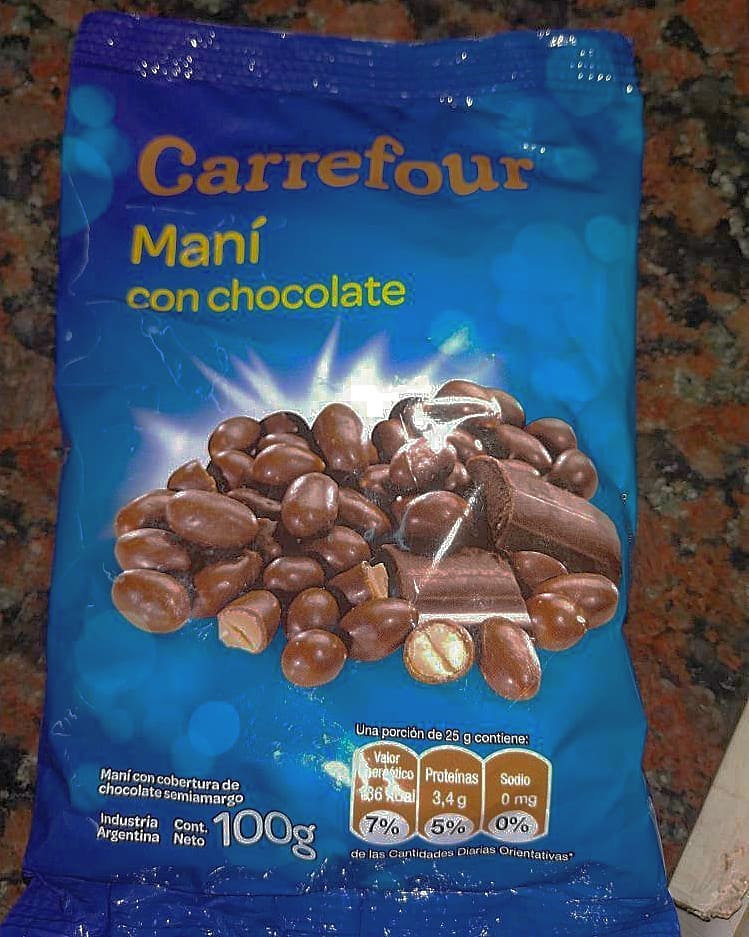 Carrefour
Maní
con chocolate
Una porción de 25 g contiene:
Valor
Proteínas
3,4 g
5%
Sodio
0 mg
0%
7%
de las Cantidades Diarias Orientativas*
Maní con cobertura de
chocolate semiamargo
Industria
Argentina
Cont.
Neto
100g